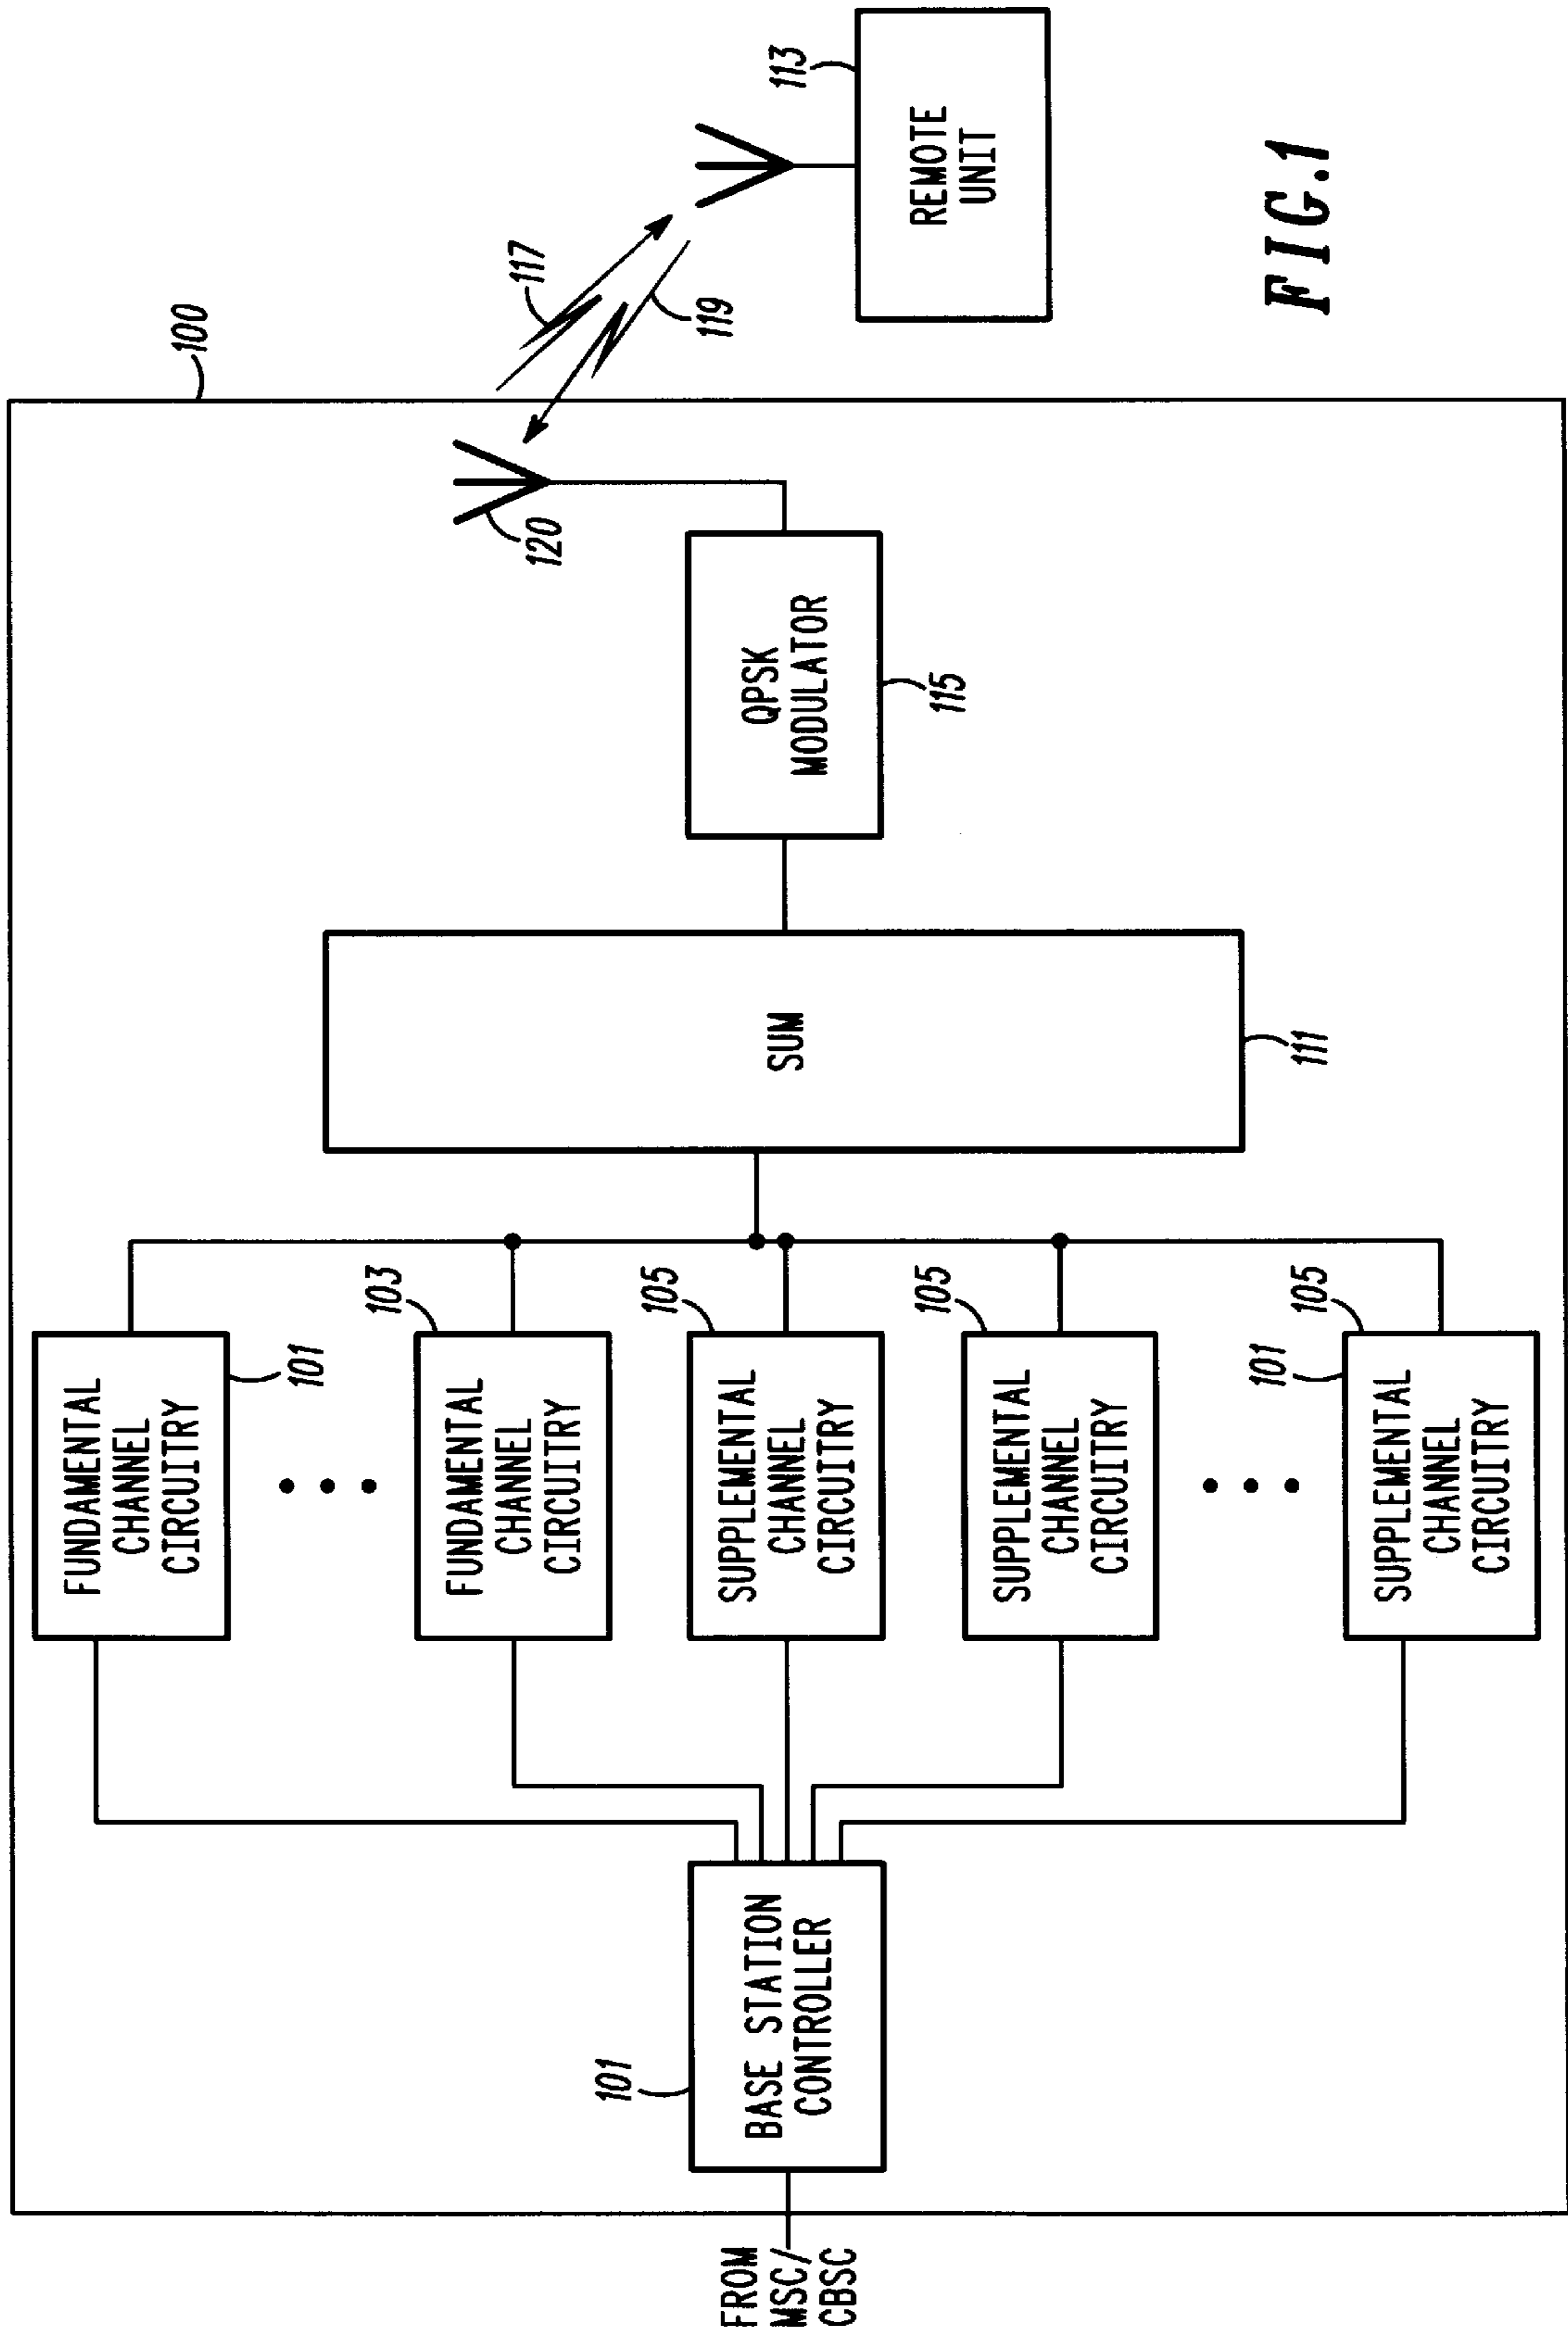 100
FUNDAMENTAL
CHANNEL
CIRCUITRY
101
103
FUNDAMENTAL
CHANNEL
CIRCUITRY
105
SUPPLEMENTAL
CHANNEL
CIRCUITRY
105
SUPPLEMENTAL
CHANNEL
CIRCUITRY
101
105
SUPPLEMENTAL
CHANNEL
CIRCUITRY
FROM
MSC/
CBSC
101
BASE STATION
CONTROLLER
SUM
111
QPSK
MODULATOR
115
120
117
119
113
REMOTE
UNIT
FIG.1